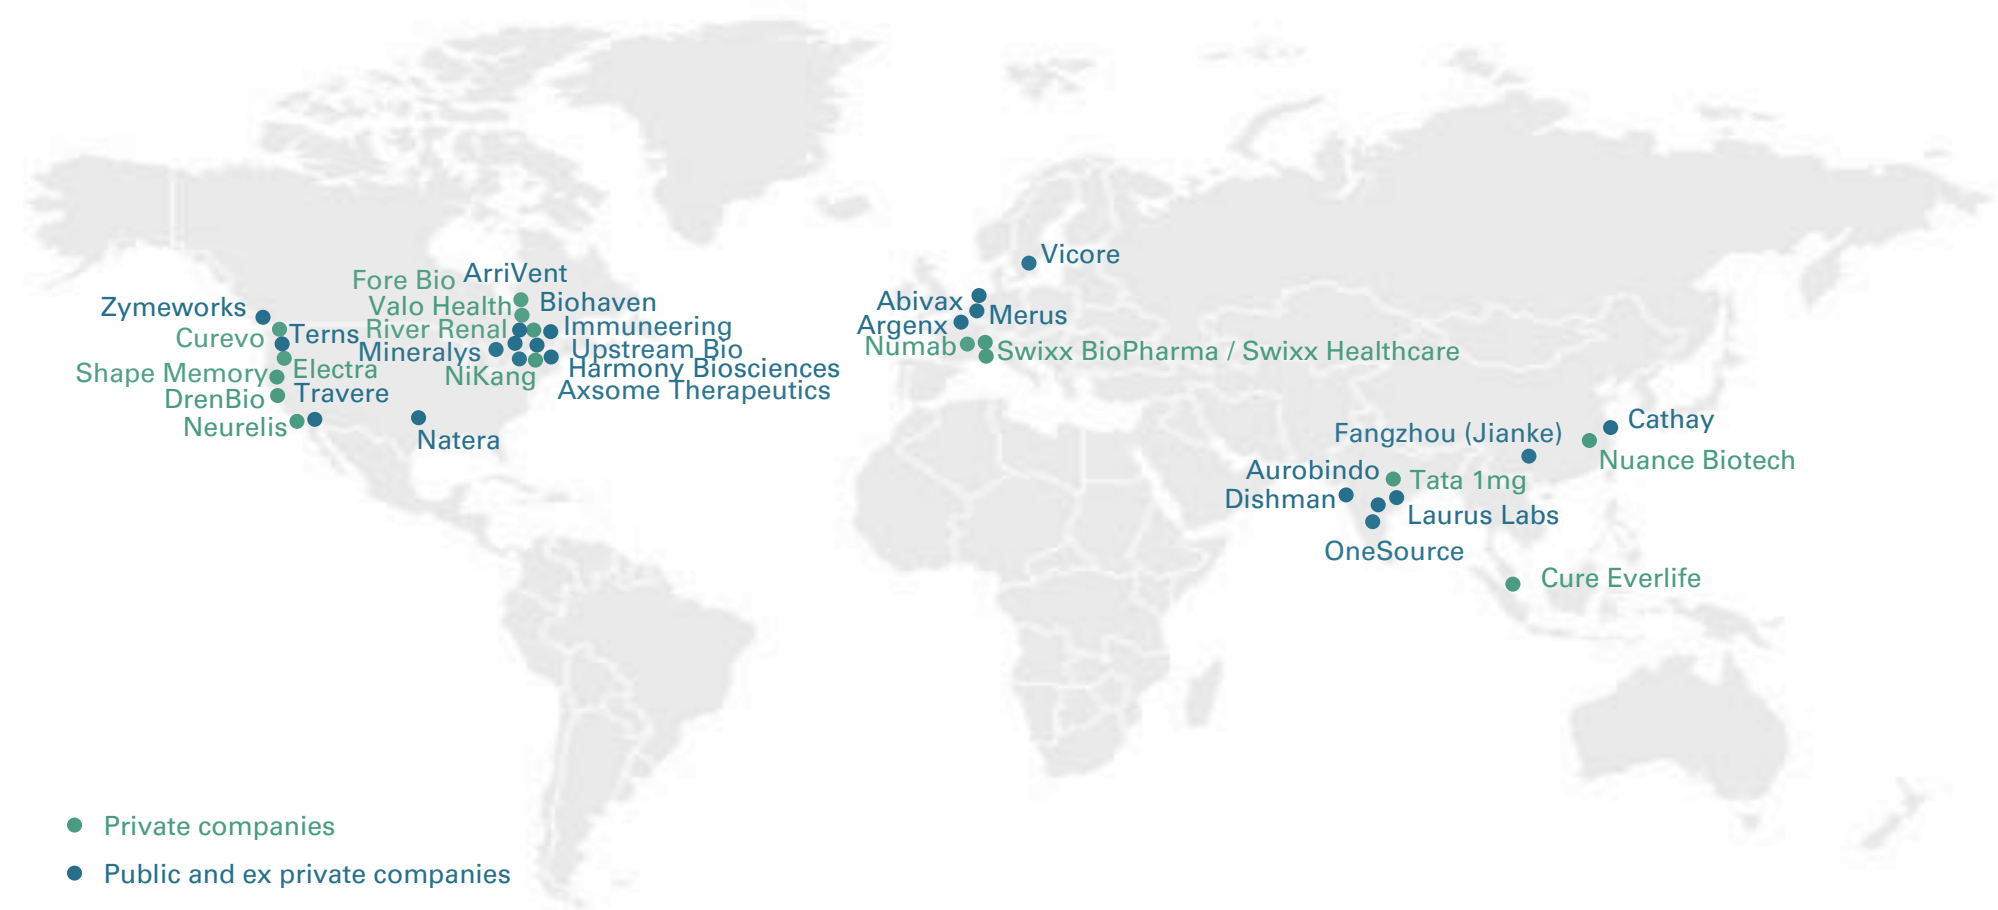 Zymeworks
Curevo
Terns
Shape Memory
Electra
DrenBio
Travere
Neurelis
Natera
Fore Bio
ArriVent
Valo Health
Biohaven
River Renal
Immuneering
Mineralys
Upstream Bio
NiKang
Harmony Biosciences
Axsome Therapeutics
Vicore
Abivax
Merus
Argenx
Numab
Swixx BioPharma / Swixx Healthcare
Cathay
Fangzhou (Jianke)
Nuance Biotech
Aurobindo
Tata 1mg
Dishman
Laurus Labs
OneSource
Cure Everlife
Private companies
Public and ex private companies